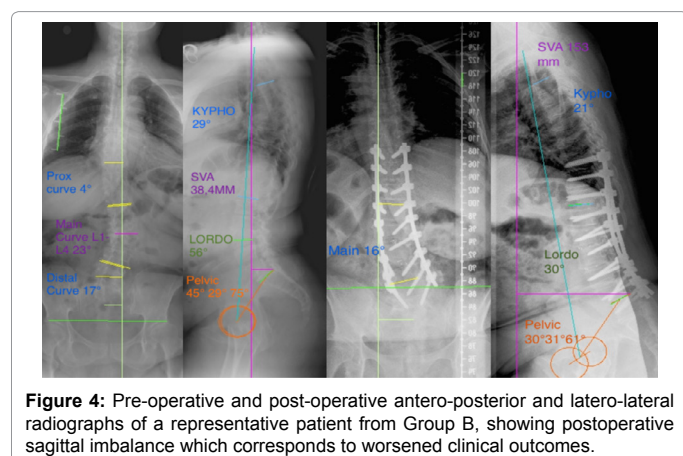 Prox
curve 4°
Main
Curve L1-
L4 23°
Distal
Curve 17°
KYPHO
29°
SVA
38,4MM
LORDO
56°
Pelvic
45° 29°
Main 16°
SVA
mm
Kypho
21°
Lordo
30°
Pelvic
30°31°61°
Figure 4: Pre-operative and post-operative antero-posterior and latero-lateral
radiographs of a representative patient from Group B, showing postoperative
sagittal imbalance which corresponds to worsened clinical outcomes.